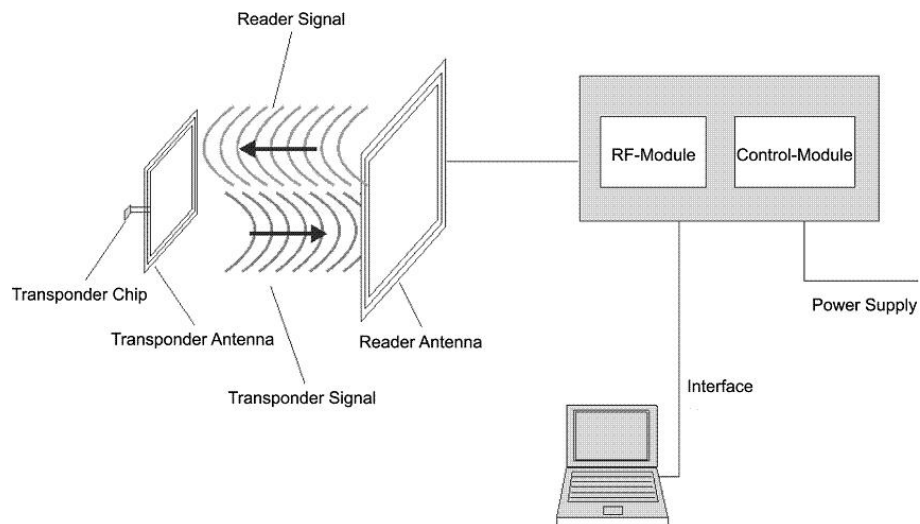 Reader Signal
RF-Module
Control-Module
Transponder Chip
Transponder Antenna
Reader Antenna
Transponder Signal
Power Supply
Interface